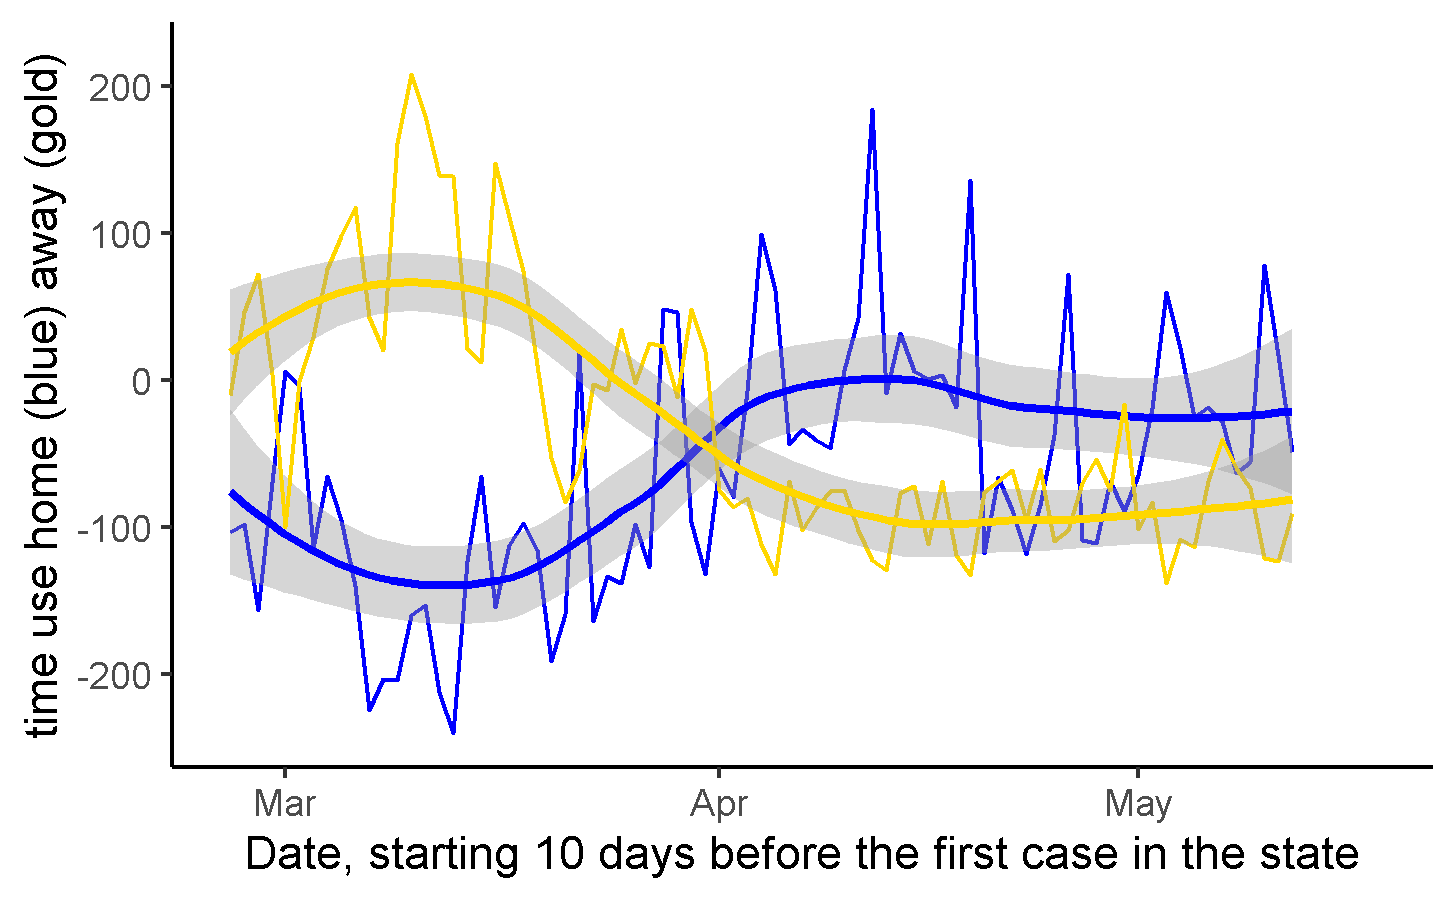 time use home (blue) away (gold)
200
100
0
-100
-200
Mar
Apr
May
Date, starting 10 days before the first case in the state